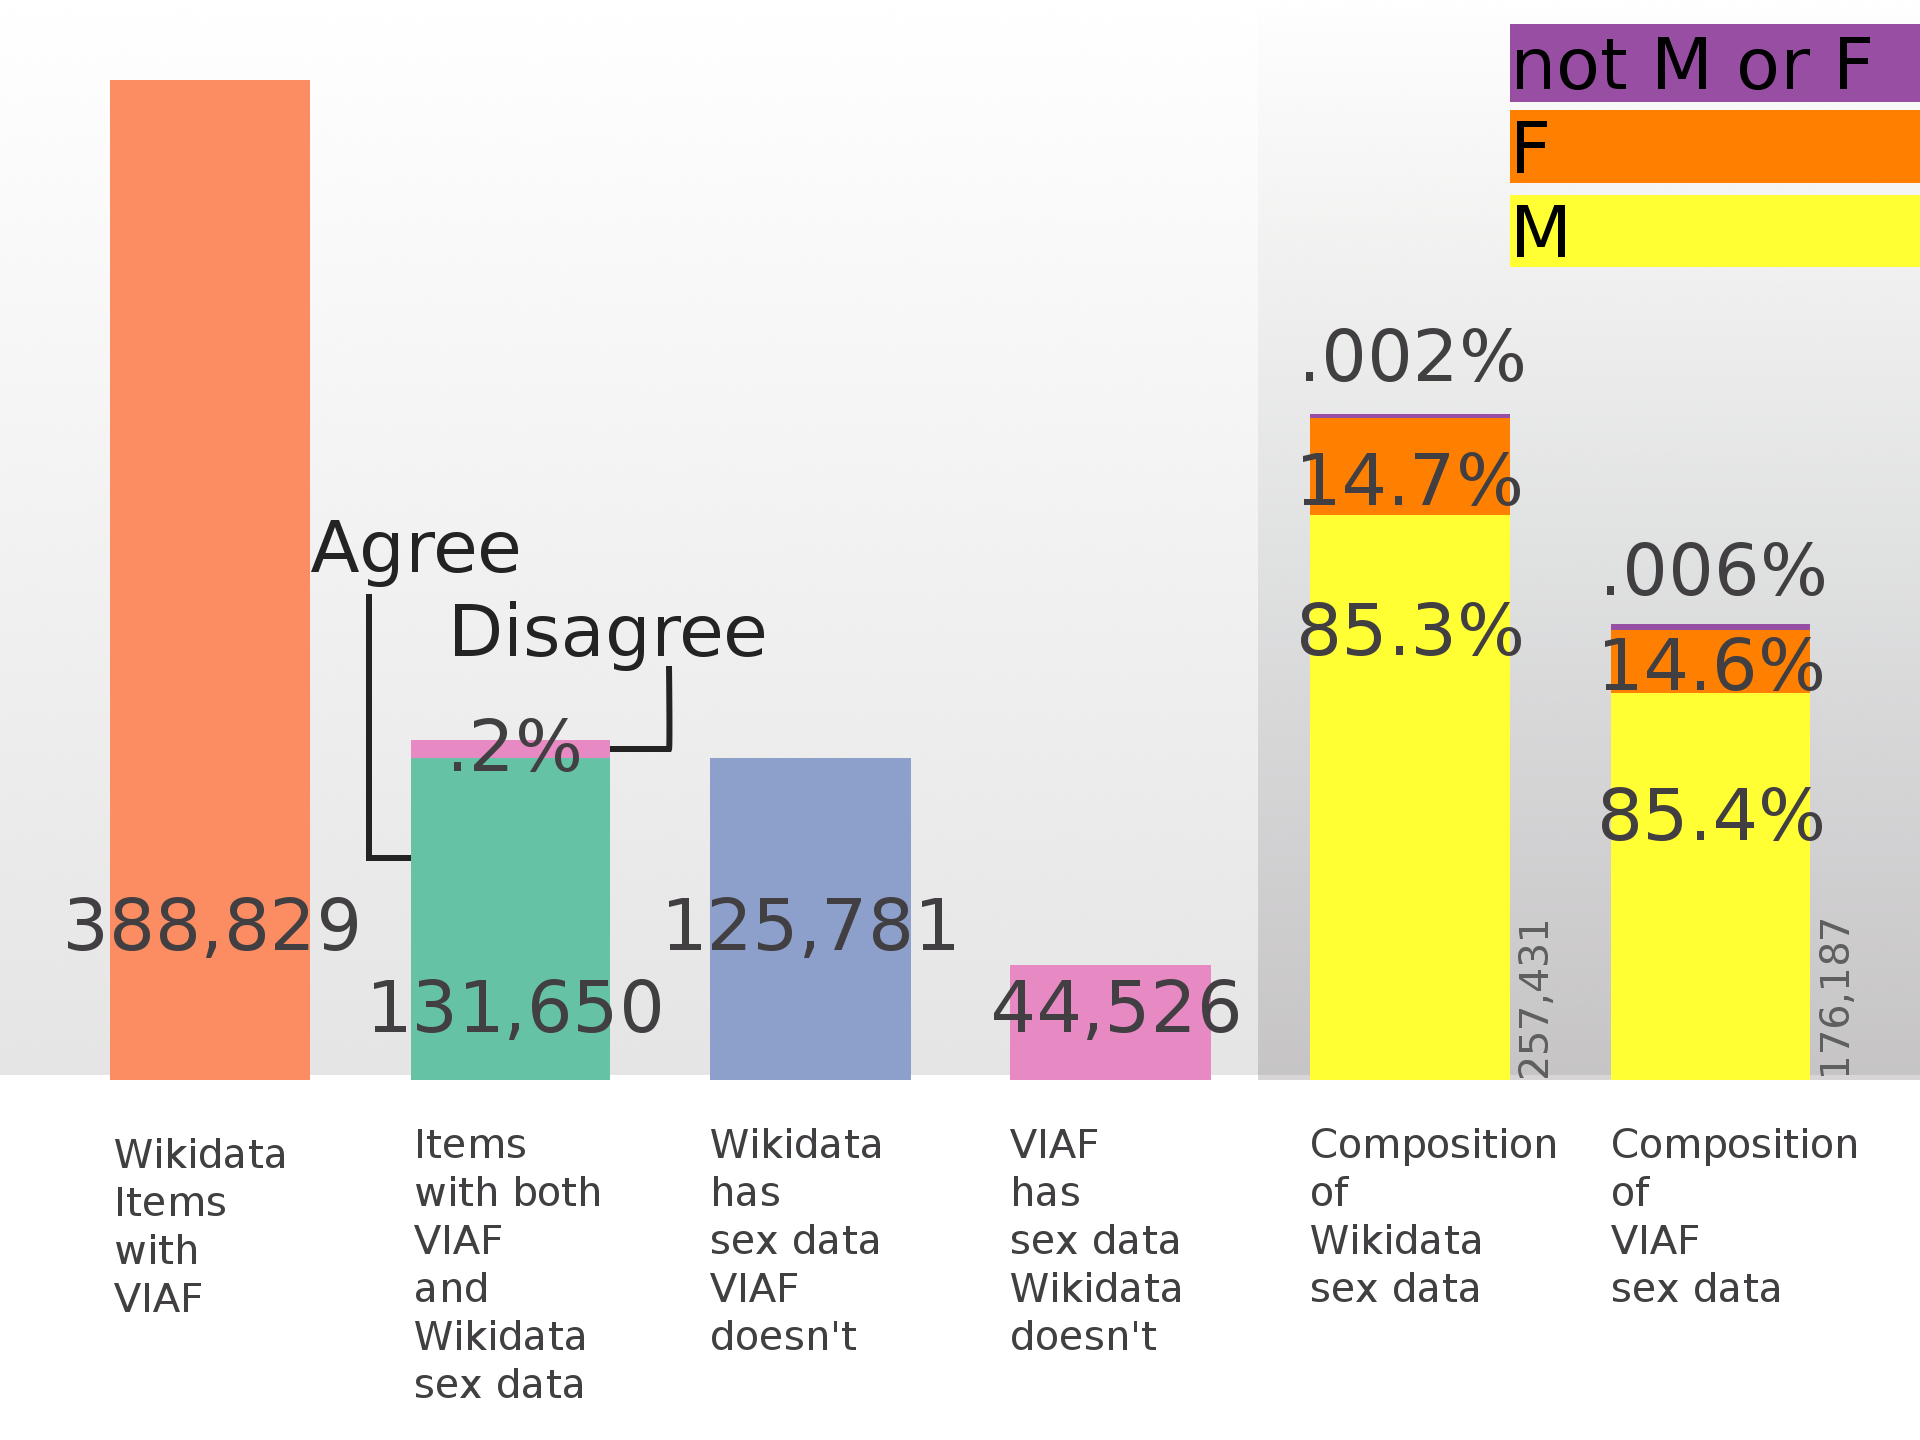 not M or F
F
M
.002%
14.7%
85.3%
.006%
14.6%
85.4%
Agree
Disagree
.2%
388,829
131,650
125,781
44,526
257,431
176,187
Wikidata
Items
with
VIAF
Items
with both
VIAF
and
Wikidata
sex data
Wikidata
has
sex data
VIAF
doesn't
VIAF
has
sex data
Wikidata
doesn't
Composition
of
Wikidata
sex data
Composition
of
VIAF
sex data